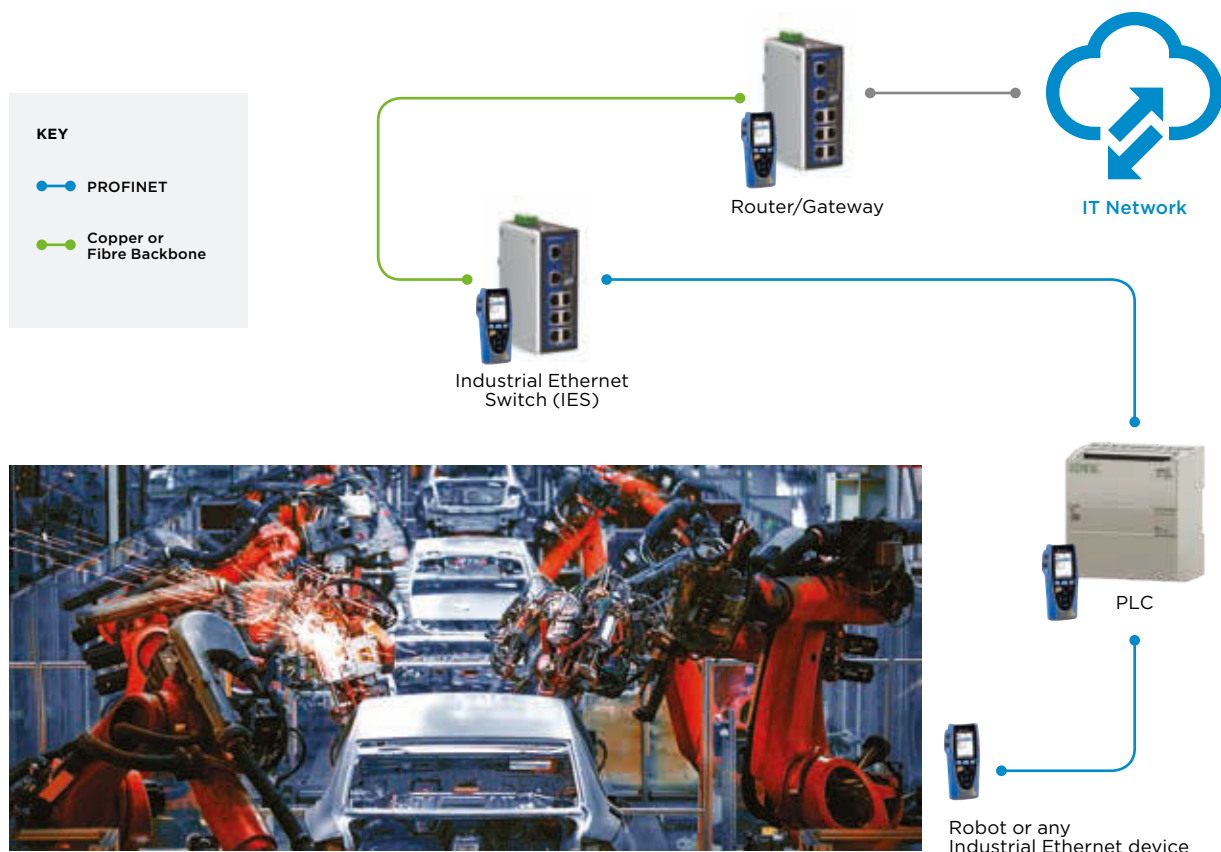 KEY
PROFINET
Copper or
Fibre Backbone
Router/Gateway
IT Network
Industrial Ethernet
Switch (IES)
PLC
Robot or any
Industrial Ethernet device